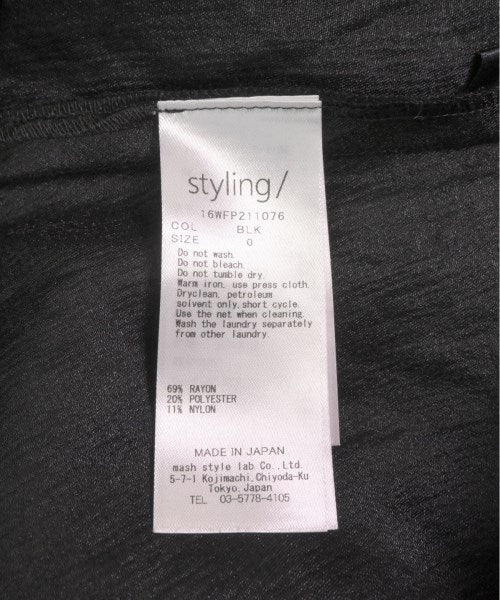 styling/
16WFP211076
COL BLK
SIZE 0
Do not wash.
Do not bleach.
Do not tumble dry.
Warm iron, use press cloth.
Dryclean, petroleum
solvent only,short cycle.
Use the net when cleaning.
Wash the laundry separately
from other laundry.
69% RAYON
20% POLYESTER
11% NYLON
MADE IN JAPAN
mash style lab Co.,Ltd.
5-7-1 Kojimachi,Chiyoda-Ku
Tokyo,Japan
TEL 03-5778-4105